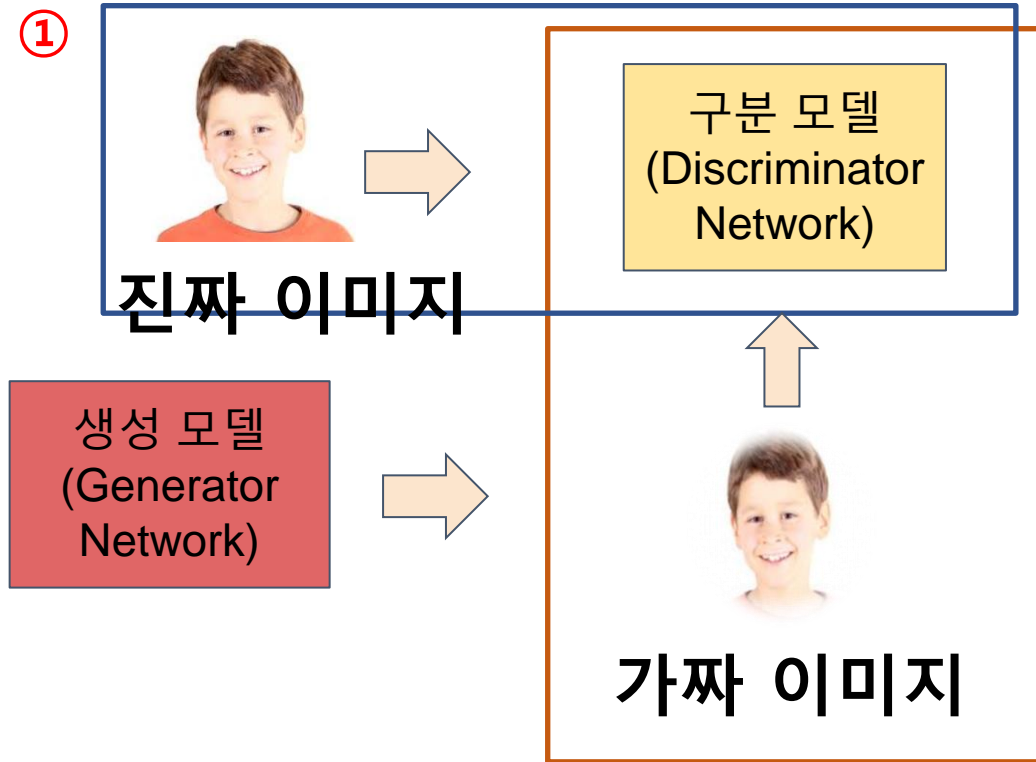 ①
구분 모델
(Discriminator
Network)
진짜 이미지
생성 모델
(Generator
Network)
가짜 이미지